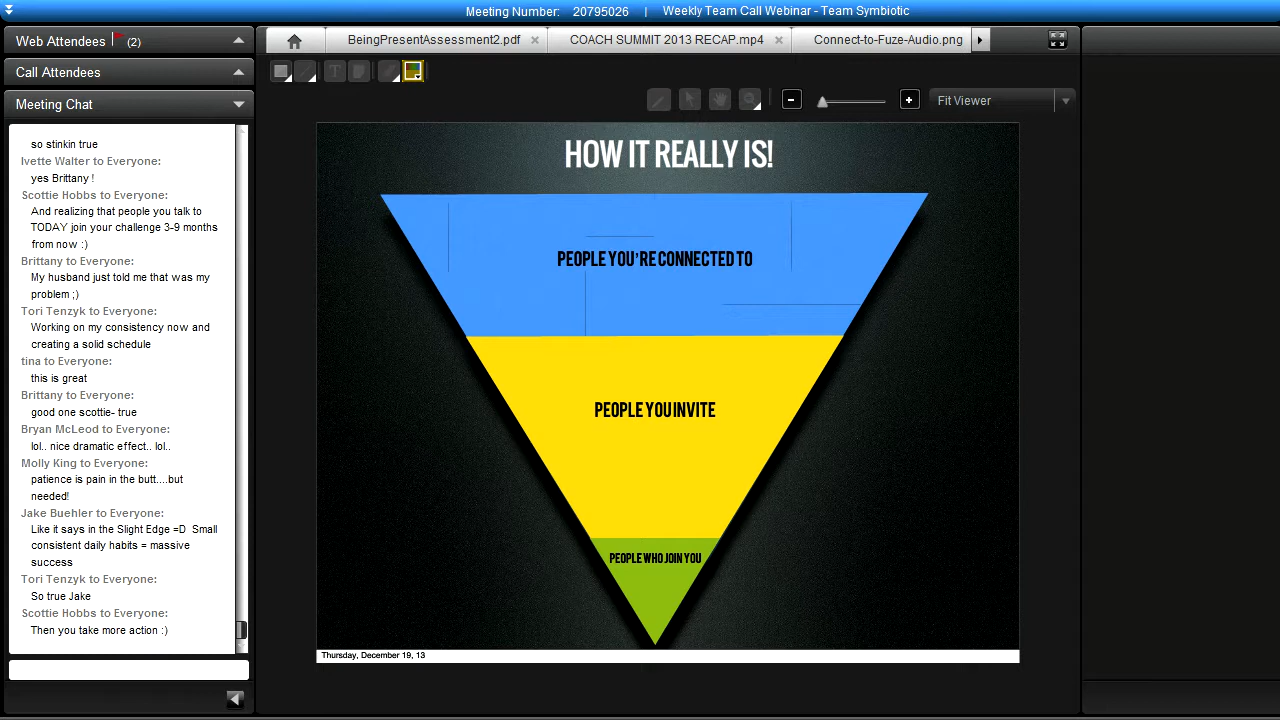 Meeting Number: 20795026 | Weekly Team Call Webinar - Team Symbiotic
Web Attendees (2)
Call Attendees
Meeting Chat
so stinkin true
Ivette Walter to Everyone:
yes Brittany !
Scottie Hobbs to Everyone:
And realizing that people you talk to
TODAY join your challenge 3-9 months
from now :)
Brittany to Everyone:
My husband just told me that was my
problem ;)
Tori Tenzyk to Everyone:
Working on my consistency now and
creating a solid schedule
tina to Everyone:
this is great
Brittany to Everyone:
good one scottie- true
Bryan McLeod to Everyone:
lol.. nice dramatic effect.. lol..
Molly King to Everyone:
patience is pain in the butt....but
needed!
Jake Buehler to Everyone:
Like it says in the Slight Edge =D Small
consistent daily habits = massive
success
Tori Tenzyk to Everyone:
So true Jake
Scottie Hobbs to Everyone:
Then you take more action :)
BeingPresentAssessment2.pdf
COACH SUMMIT 2013 RECAP.mp4
Connect-to-Fuze-Audio.png
T
Fit Viewer
HOW IT REALLY IS!
PEOPLE YOU'RE CONNECTED TO
PEOPLE YOU INVITE
PEOPLE WHO JOIN YOU
Thursday, December 19, 13